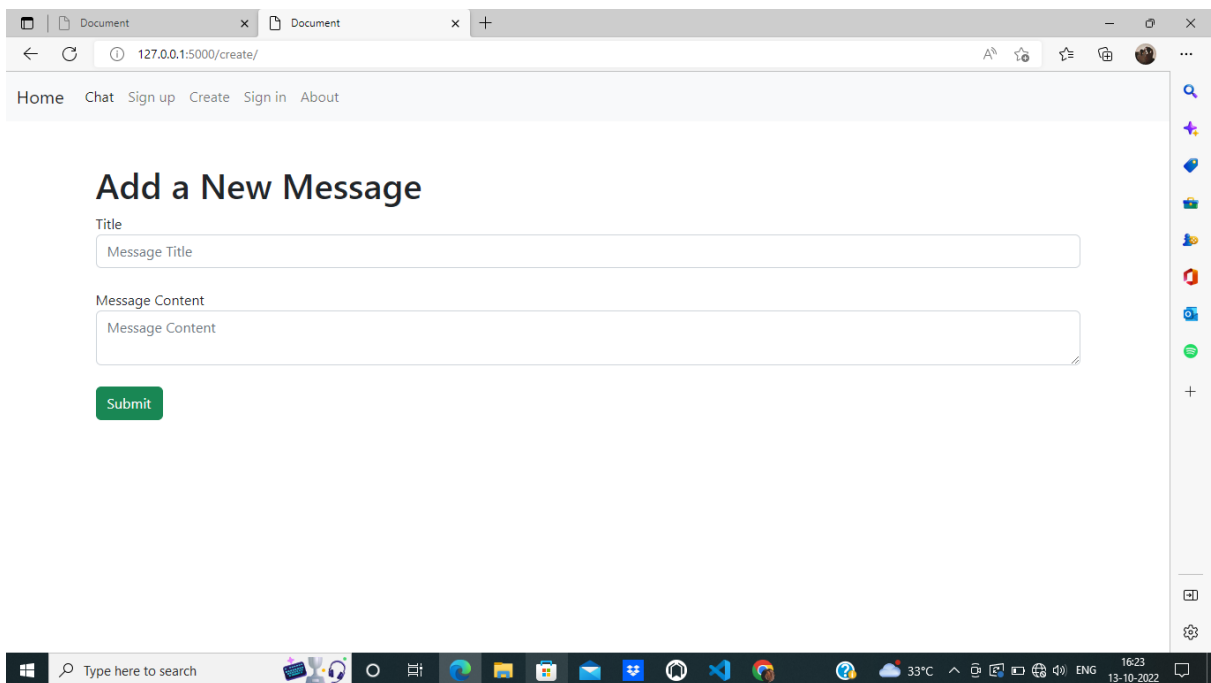 Document
Document
127.0.0.1:5000/create/
Home Chat Sign up Create Sign in About
Add a New Message
Title
Message Title
Message Content
Message Content
Submit
Type here to search
33°C
ENG
16:23
13-10-2022